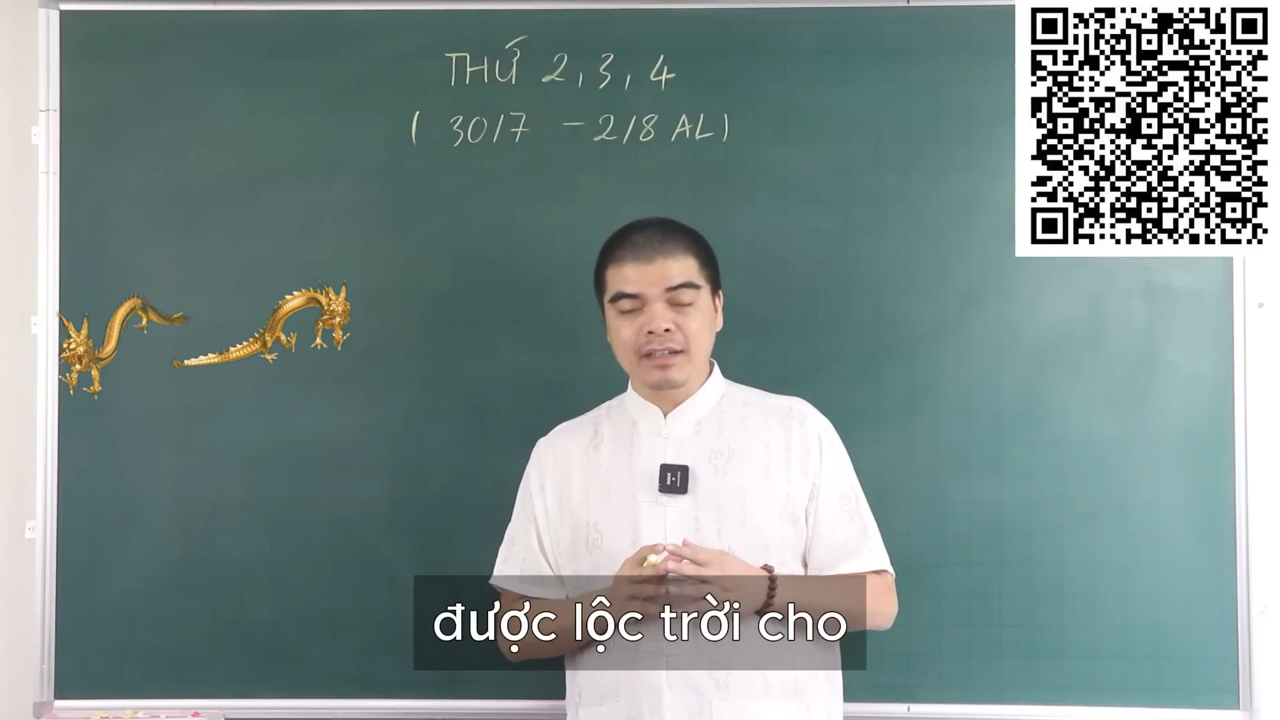 THỨ 2, 3, 4
( 30/7 - 2/8 AL )
được lộc trời cho